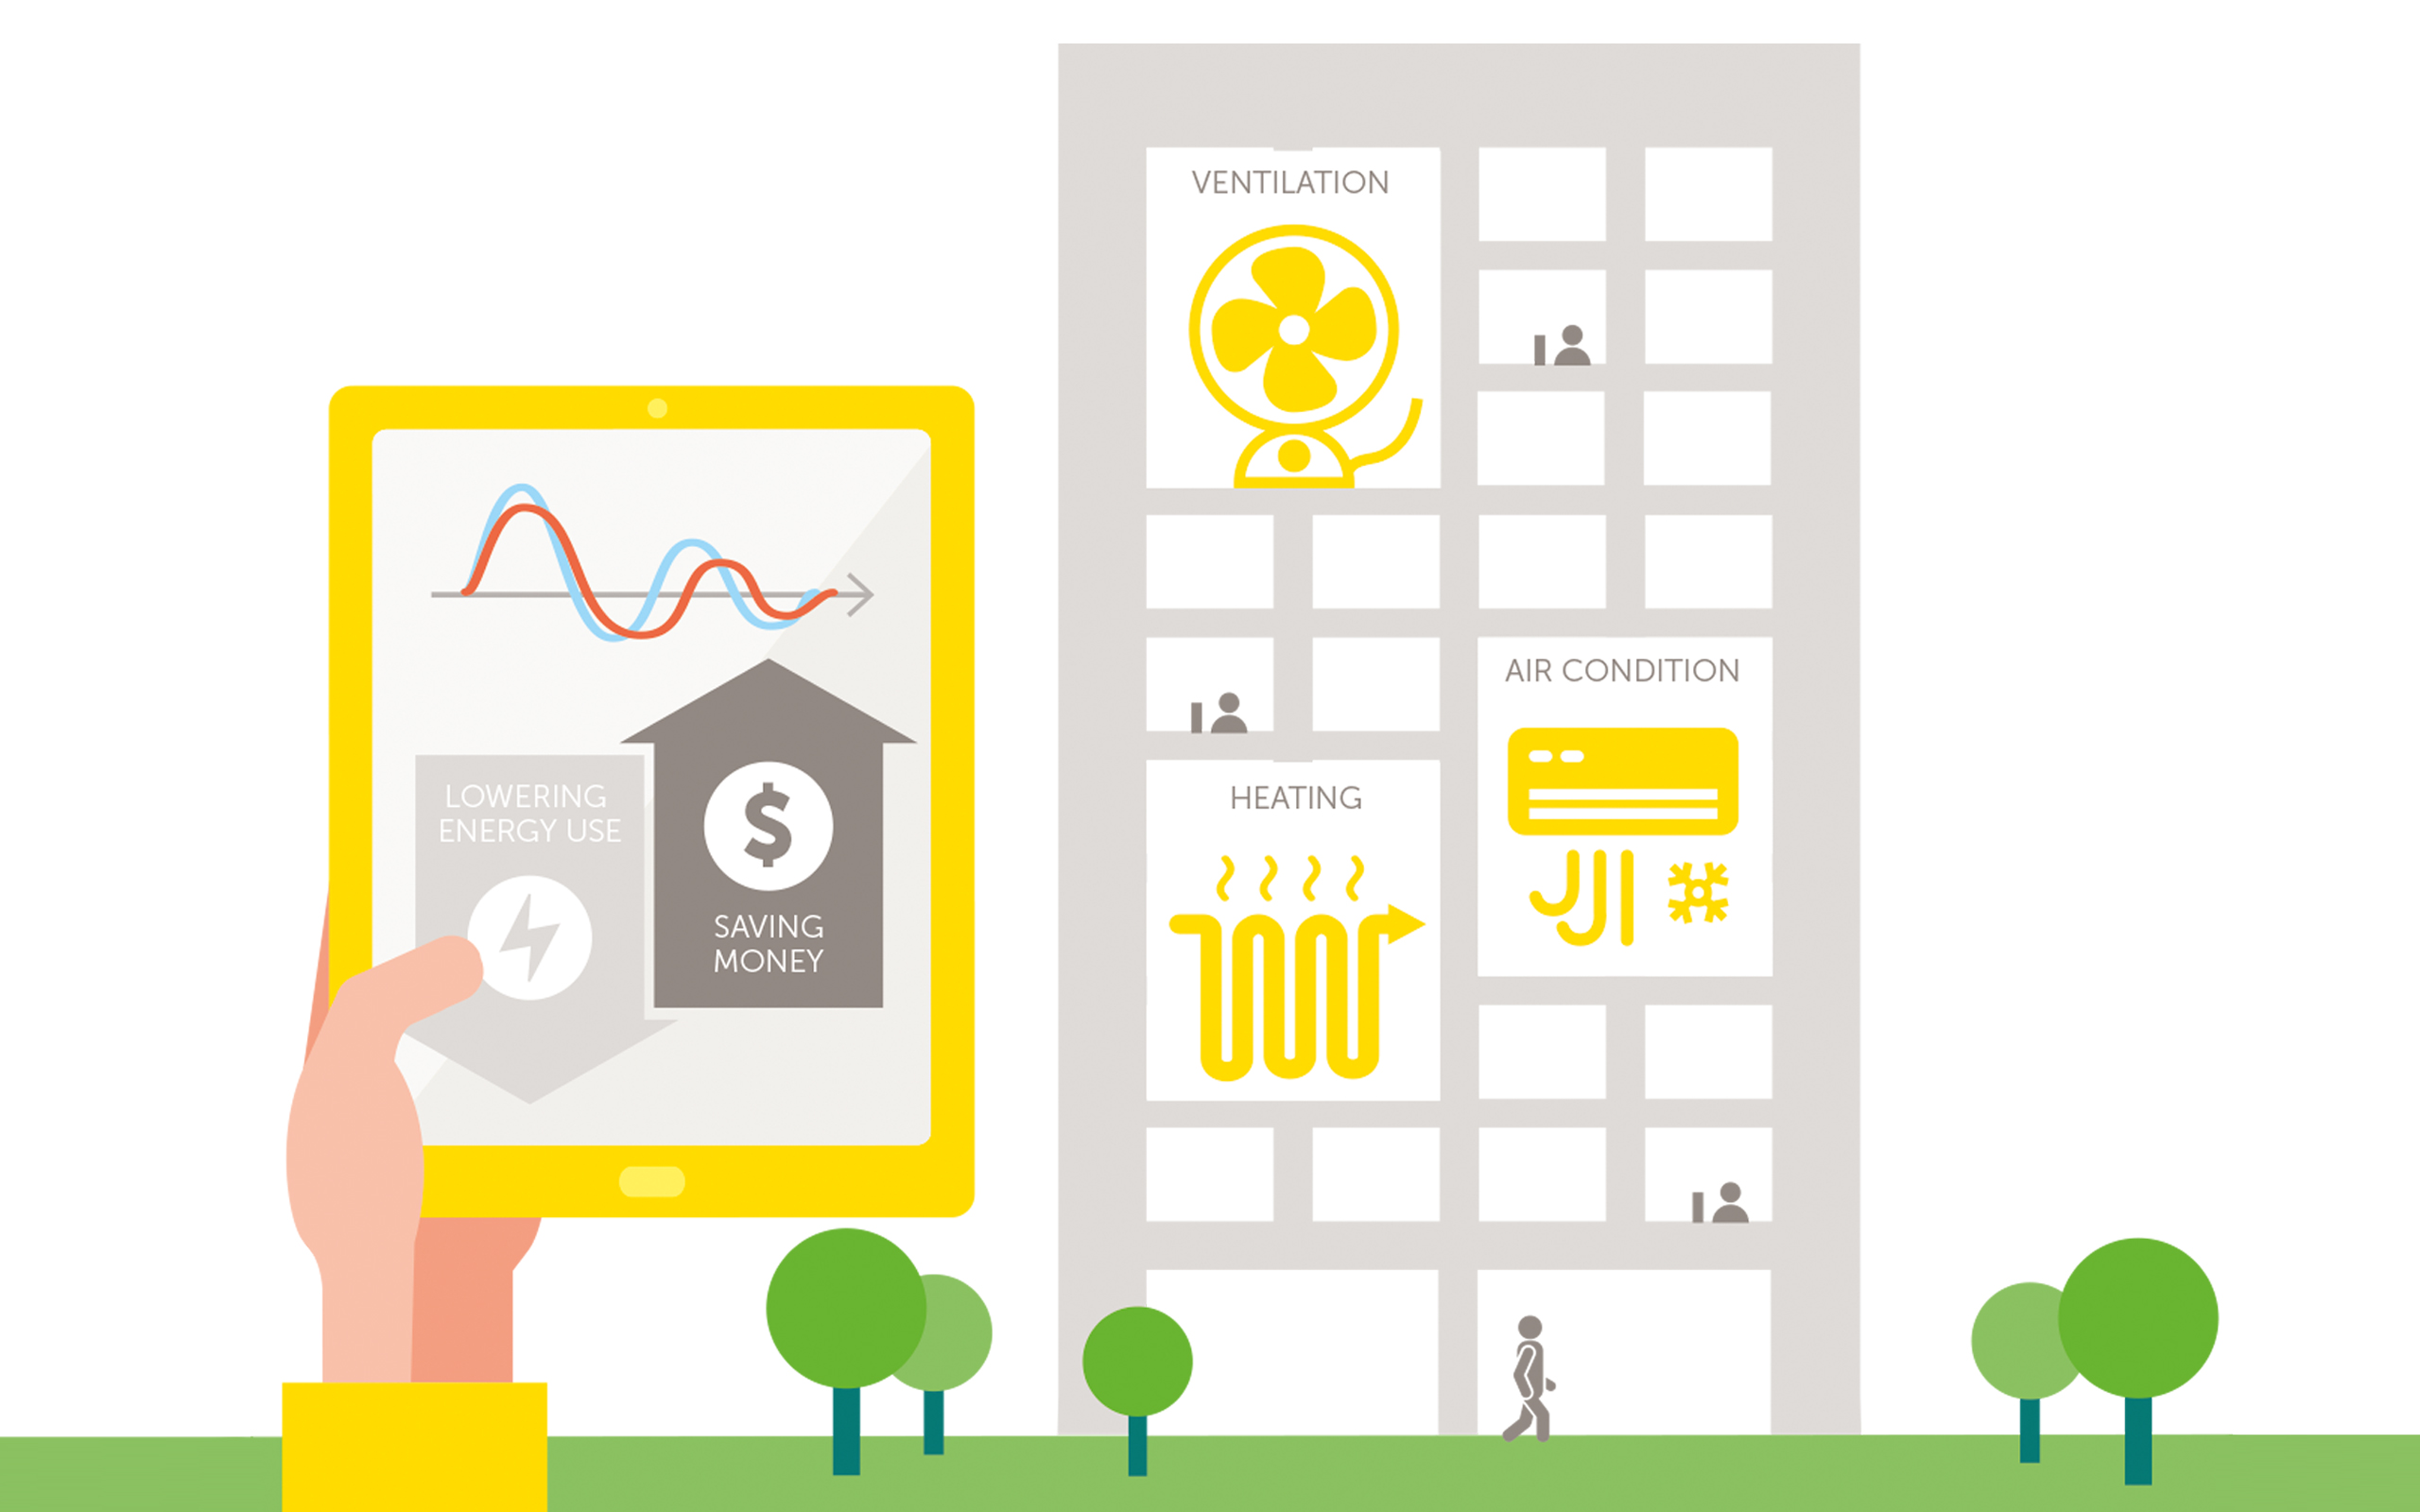 LOWERING
ENERGY USE
$
SAVING
MONEY
VENTILATION
HEATING
AIR CONDITION